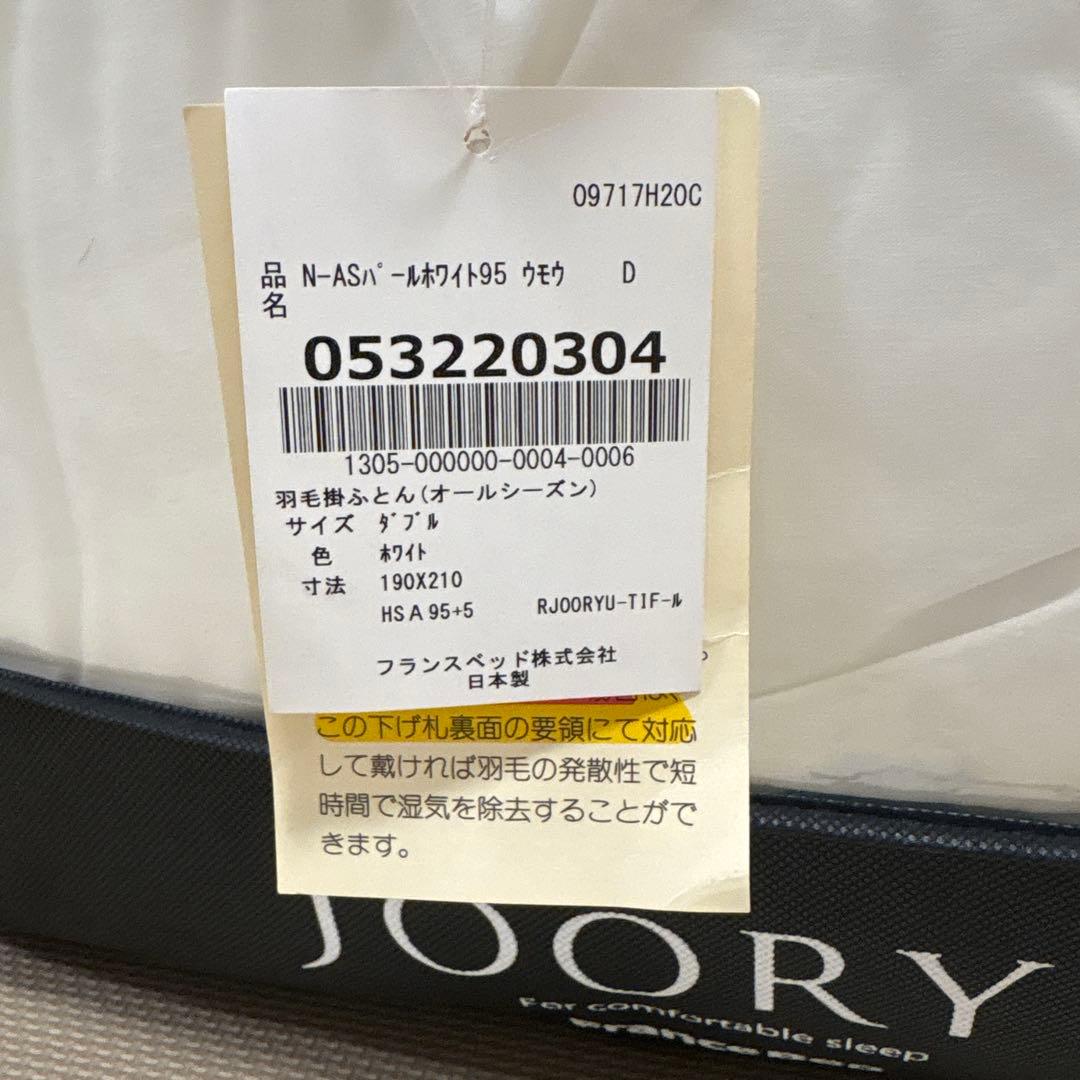 09717H20C
品名 N-ASﾊﾟｰﾙﾎﾜｲﾄ95 ｳﾓｳ D
053220304
1305-000000-0004-0006
羽毛掛ふとん(オールシーズン)
サイズ ﾀﾞﾌﾞﾙ
色 ﾎﾜｲﾄ
寸法 190X210
HSA95+5 RJOORYU-TIF-ﾙ
フランスベッド株式会社
日本製
この下げ札裏面の要領にて対応
して戴ければ羽毛の発散性で短
時間で湿気を除去することがで
きます。
JOORY
For comfortable sleep
France Bed